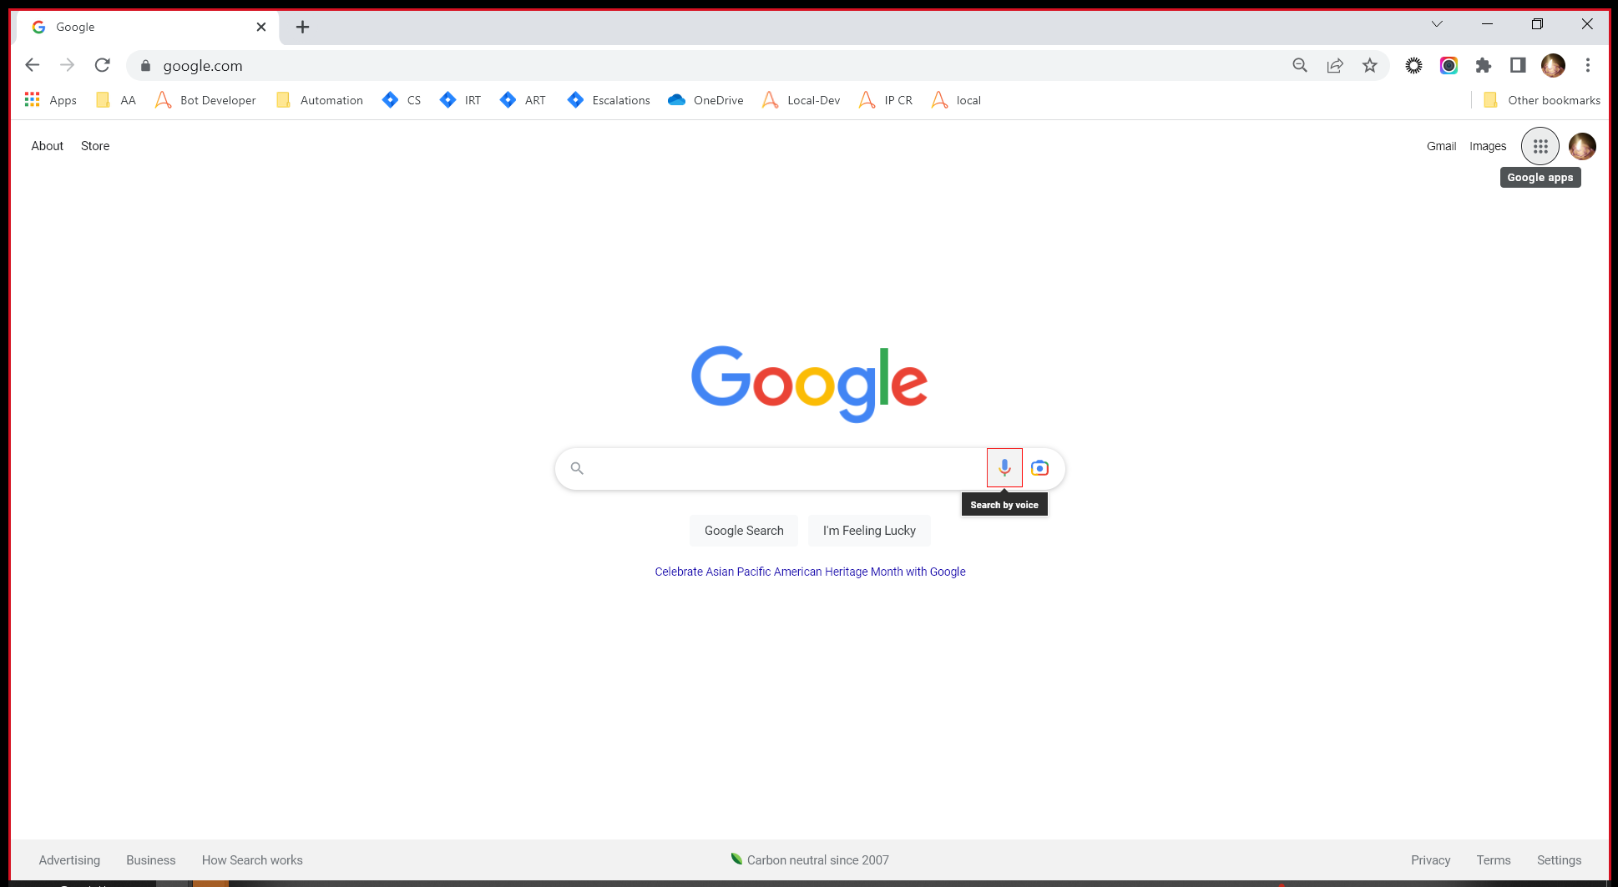 Google
google.com
Apps AA Bot Developer Automation CS IRT ART Escalations OneDrive Local-Dev IP CR local Other bookmarks
About Store Gmail Images
Google apps
Google
Search by voice
Google Search I'm Feeling Lucky
Celebrate Asian Pacific American Heritage Month with Google
Advertising Business How Search works Carbon neutral since 2007 Privacy Terms Settings